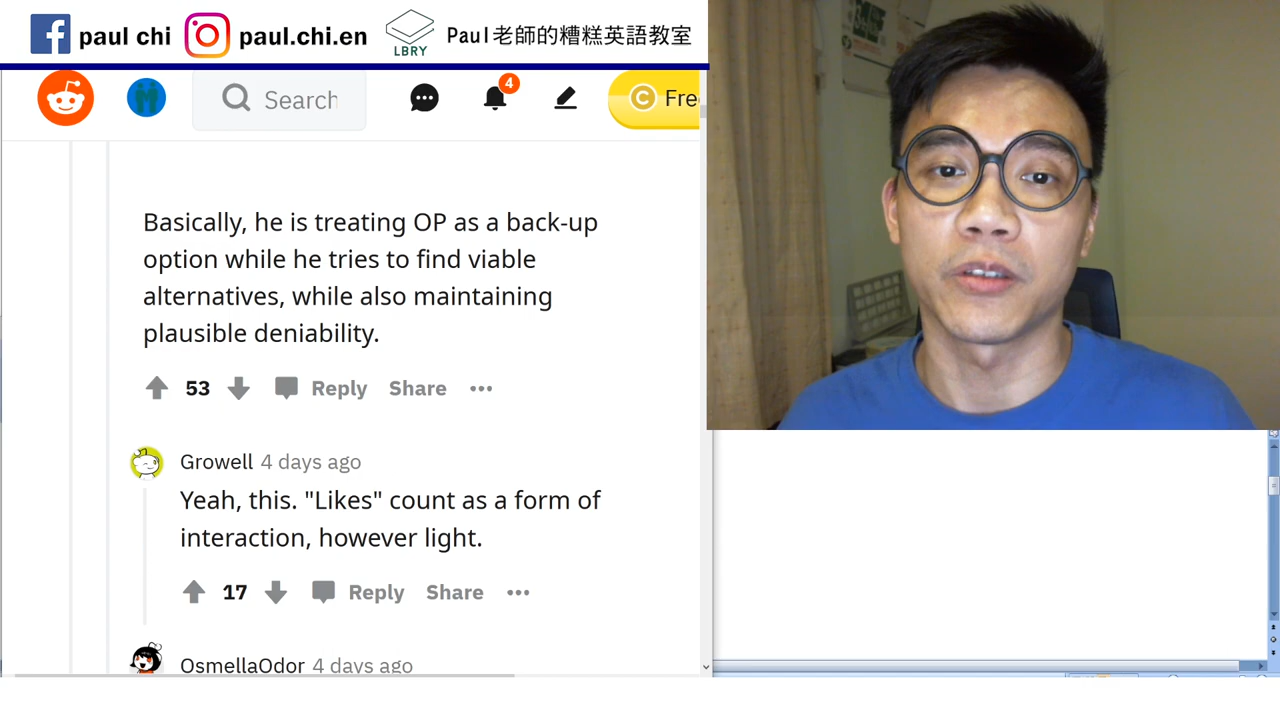 paul chi
paul.chi.en
LBRY
Paul老師的糟糕英語教室
Search
4
Fre
Basically, he is treating OP as a back-up
option while he tries to find viable
alternatives, while also maintaining
plausible deniability.
53
Reply
Share
Growell 4 days ago
Yeah, this. "Likes" count as a form of
interaction, however light.
17
Reply
Share
OsmellaOdor 4 days ago